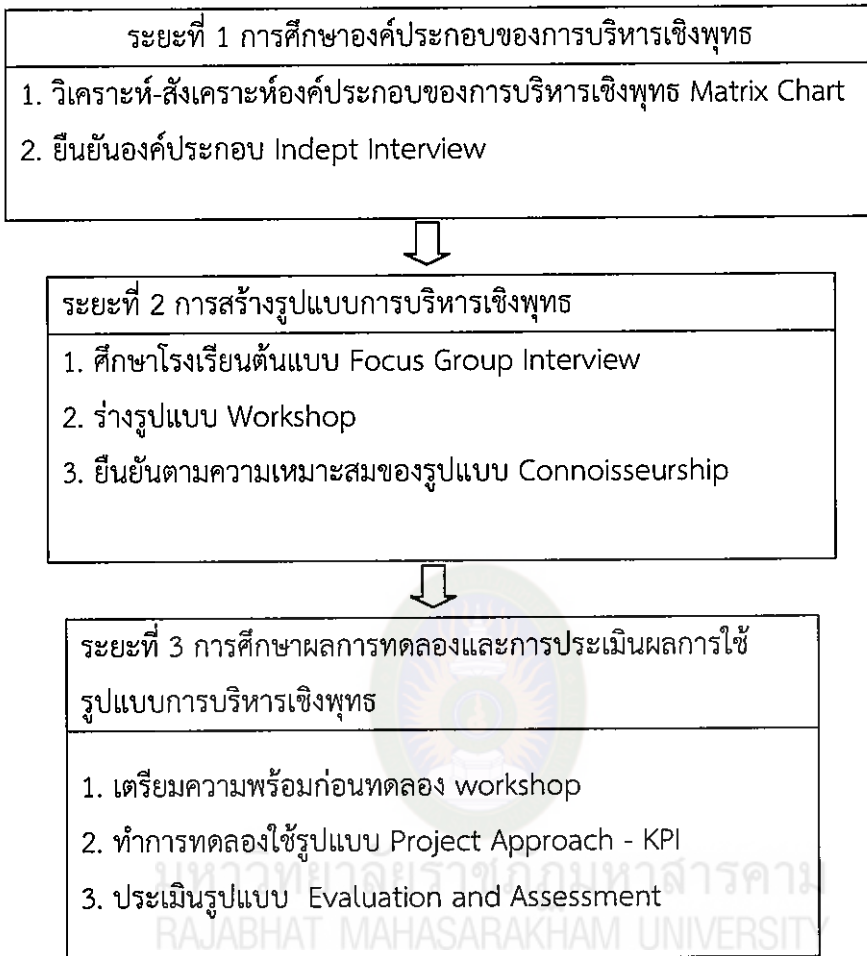 ระยะที่ 1 การศึกษาองค์ประกอบของการบริหารเชิงพุทธ
1. วิเคราะห์-สังเคราะห์องค์ประกอบของการบริหารเชิงพุทธ Matrix Chart
2. ยืนยันองค์ประกอบ Indept Interview
ระยะที่ 2 การสร้างรูปแบบการบริหารเชิงพุทธ
1. ศึกษาโรงเรียนต้นแบบ Focus Group Interview
2. ร่างรูปแบบ Workshop
3. ยืนยันตามความเหมาะสมของรูปแบบ Connoisseurship
ระยะที่ 3 การศึกษาผลการทดลองและการประเมินผลการใช้
รูปแบบการบริหารเชิงพุทธ
1. เตรียมความพร้อมก่อนทดลอง workshop
2. ทำการทดลองใช้รูปแบบ Project Approach - KPI
มหาวิทยาลัยราชภัฏมหาสารคาม
3. ประเมินรูปแบบ Evaluation and Assessment
RAJABHAT MAHASARAKHAM UNIVERSITY